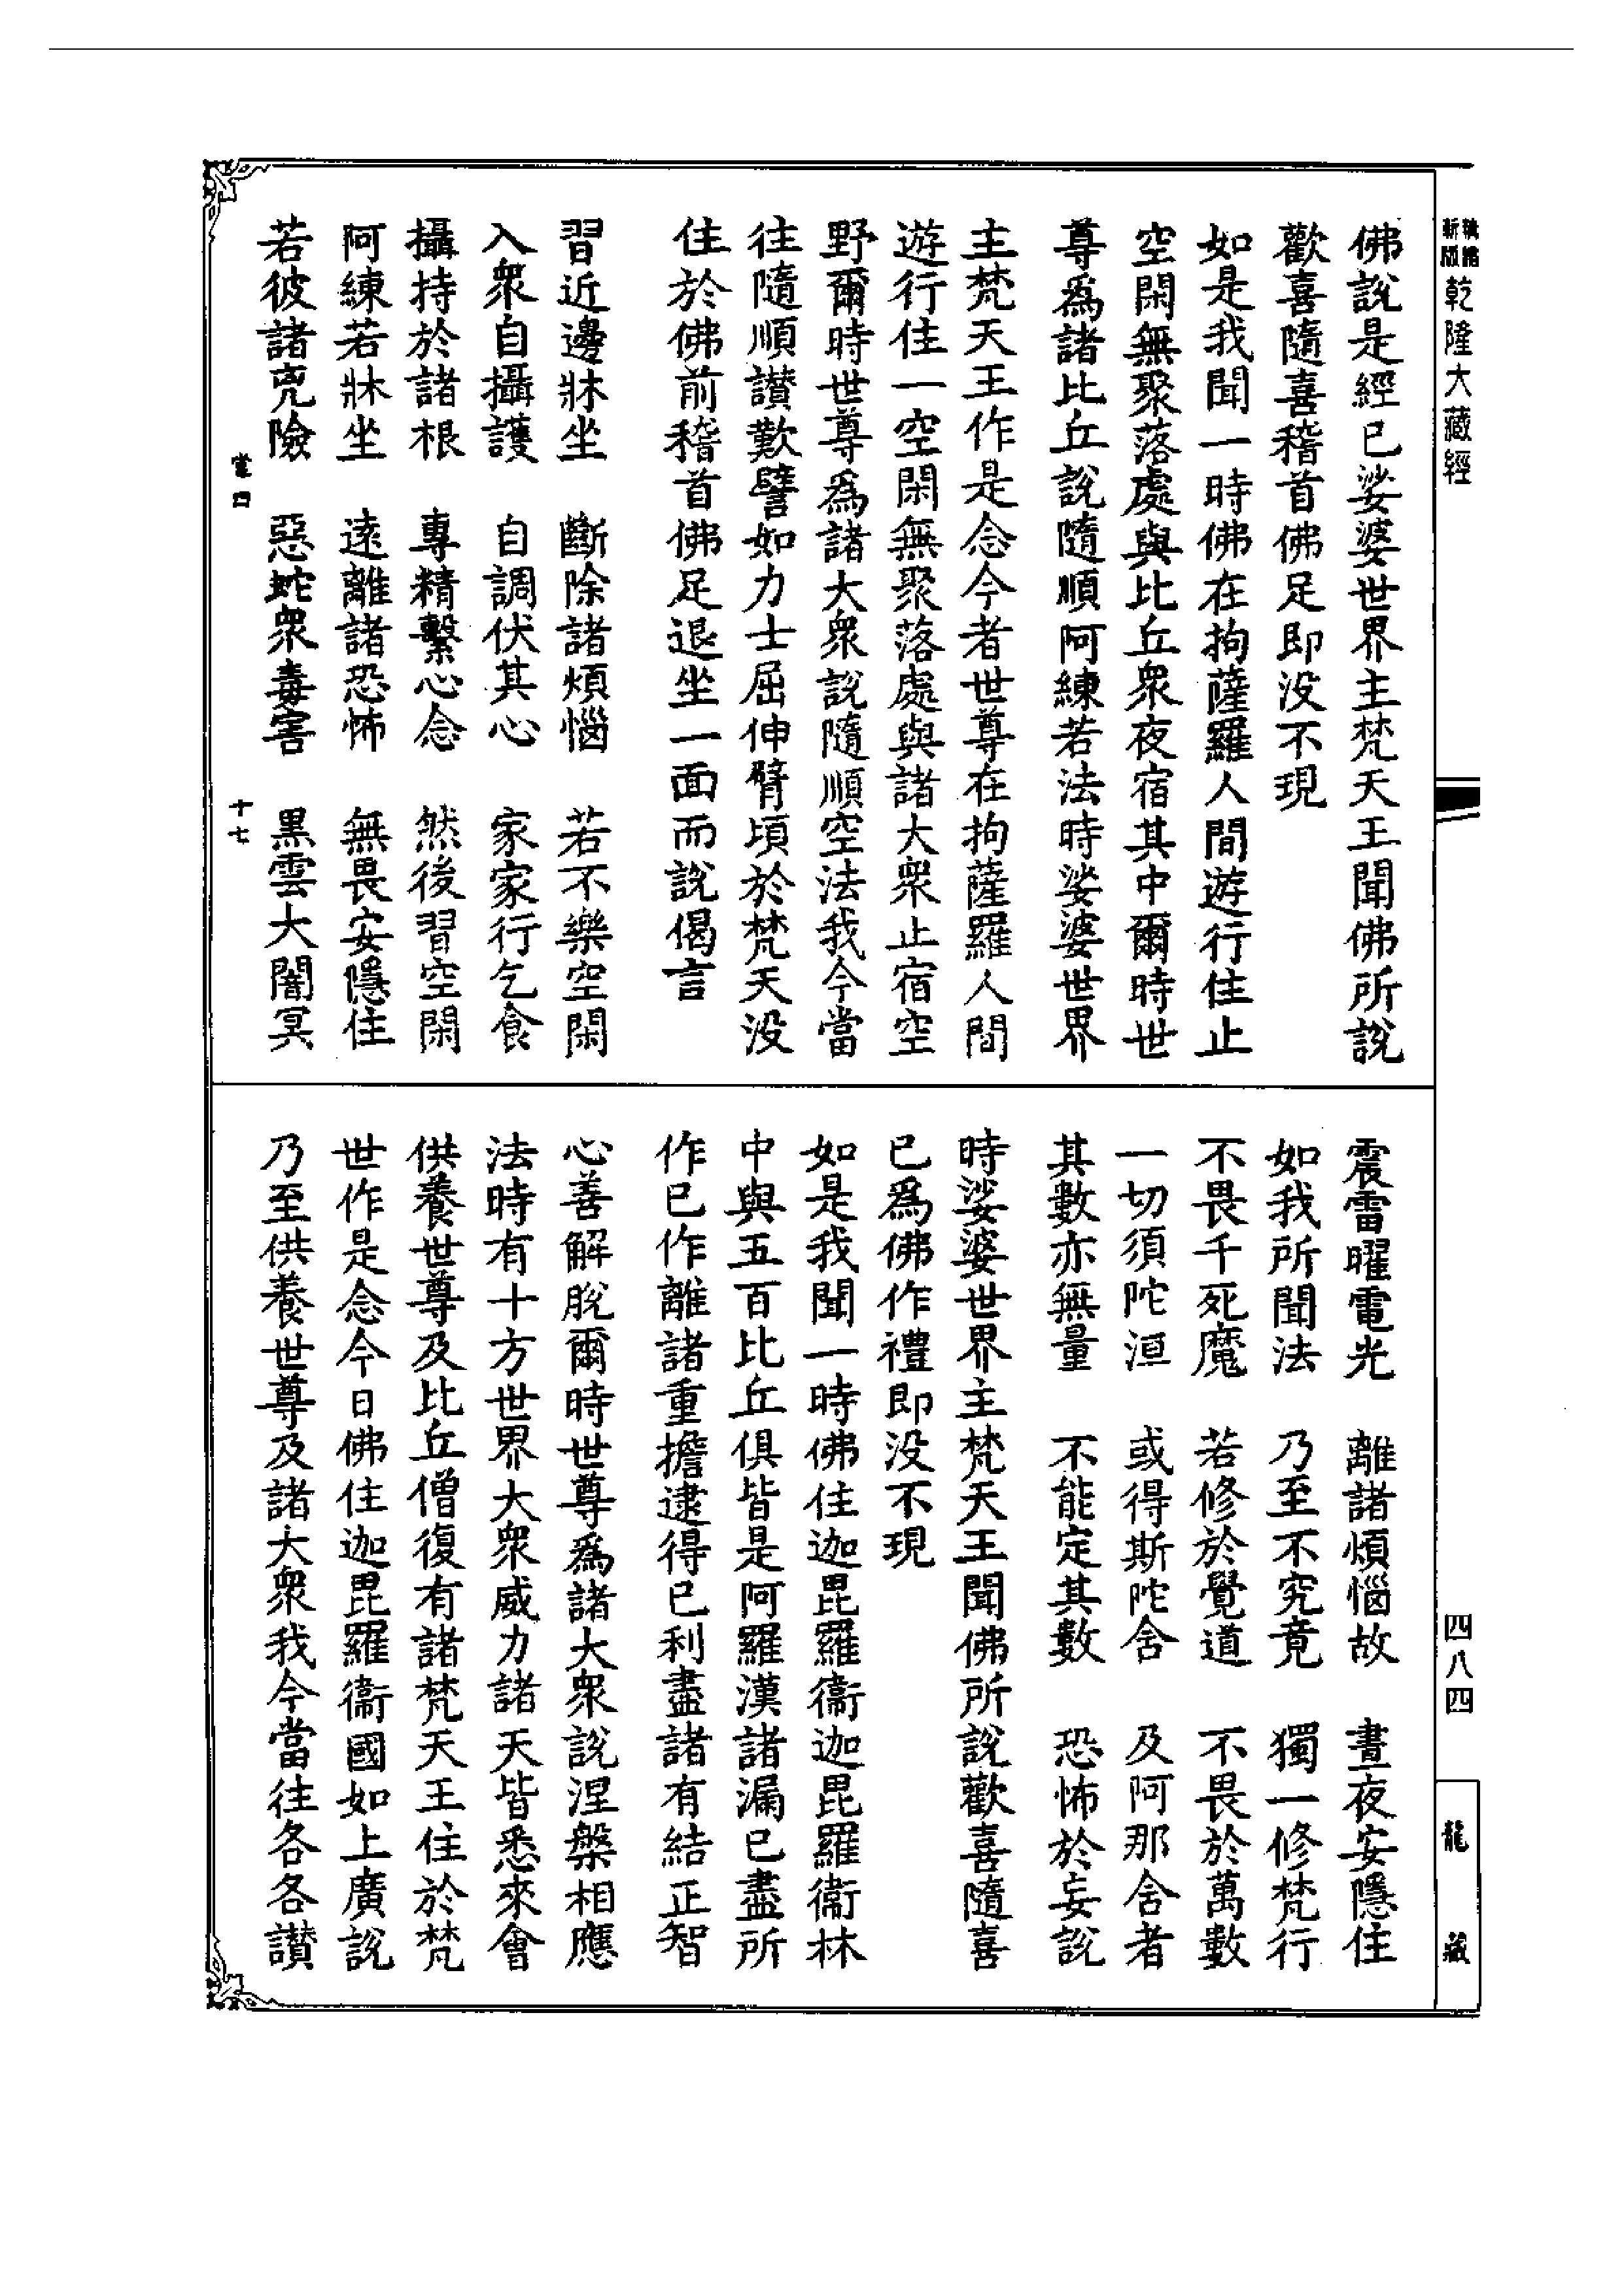 佛說是經已娑婆世界主梵天王聞佛所說
歡喜隨喜稽首佛足即沒不現
如是我聞一時佛在拘薩羅人間遊行住止
空閑無聚落處與比丘衆夜宿其中爾時世
尊爲諸比丘說隨順阿練若法時娑婆世界
主梵天王作是念今者世尊在拘薩羅人間
遊行住一空閑無聚落處與諸大衆止宿空
野爾時世尊爲諸大衆說隨順空法我今當
往隨順讃歎譬如力士屈伸臂頃於梵天没
住於佛前稽首佛足退坐一面而說偈言
習近邊牀坐 斷除諸煩惱 若不樂空閑
入衆自攝護 自調伏其心 家家行乞食
攝持於諸根 專精繫心念 然後習空閑
阿練若牀坐 遠離諸恐怖 無畏安隱住
若彼諸兇險 惡蛇衆毒害 黑雲大闇冥
震雷曜電光 離諸煩惱故 晝夜安隱住
如我所聞法 乃至不究竟 獨一修梵行
不畏千死魔 若修於覺道 不畏於萬數
一切須陀洹 或得斯陀含 及阿那含者
其數亦無量 不能定其數 恐怖於妄說
時娑婆世界主梵天王聞佛所說歡喜隨喜
已爲佛作禮即没不現
如是我聞一時佛住迦毘羅衞迦毘羅衞林
中與五百比丘俱皆是阿羅漢諸漏已盡所
作已作離諸重擔逮得已利盡諸有結正智
心善解脫爾時世尊爲諸大衆說涅槃相應
法時有十方世界大衆威力諸天皆悉來會
供養世尊及比丘僧復有諸梵天王住於梵
世作是念今日佛住迦毘羅衞國如上廣說
乃至供養世尊及諸大衆我今當往各各讃
十七
新版
乾隆大藏經
四八四
龍藏